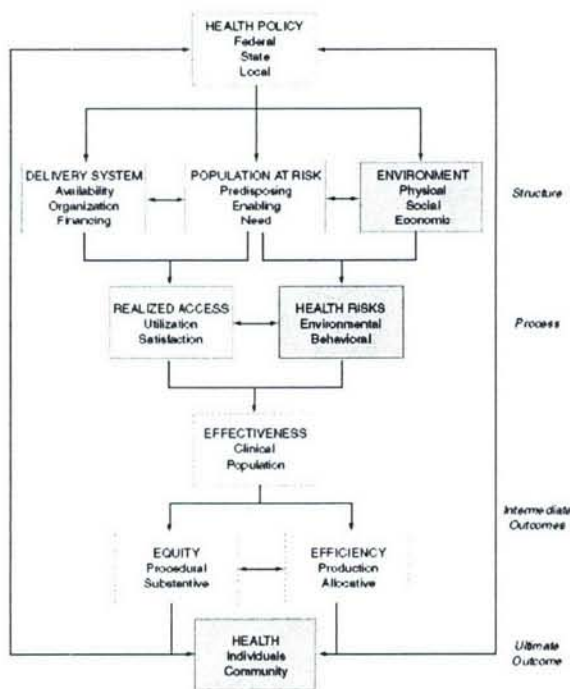 HEALTH POLICY
Federal
State
Local
DELIVERY SYSTEM
Availability
Organization
Financing
POPULATION AT RISK
Predisposing
Enabling
Need
ENVIRONMENT
Physical
Social
Economic
Structure
REALIZED ACCESS
Utilization
Satisfaction
HEALTH RISKS
Environmental
Behavioral
Process
EFFECTIVENESS
Clinical
Population
Intermediate
Outcomes
EQUITY
Procedural
Substantive
EFFICIENCY
Production
Allocative
HEALTH
Individuals
Community
Ultimate
Outcome